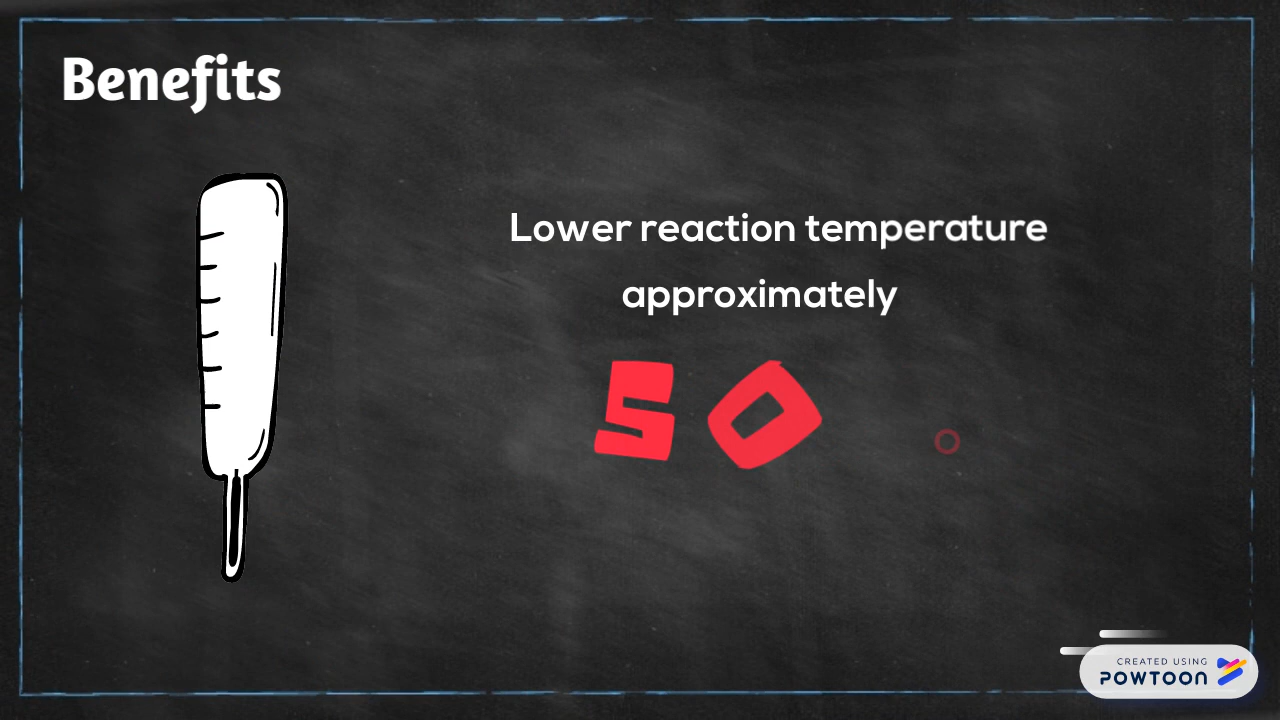 Benefits
Lower reaction temperature
approximately
50 °
CREATED USING
POWTOON